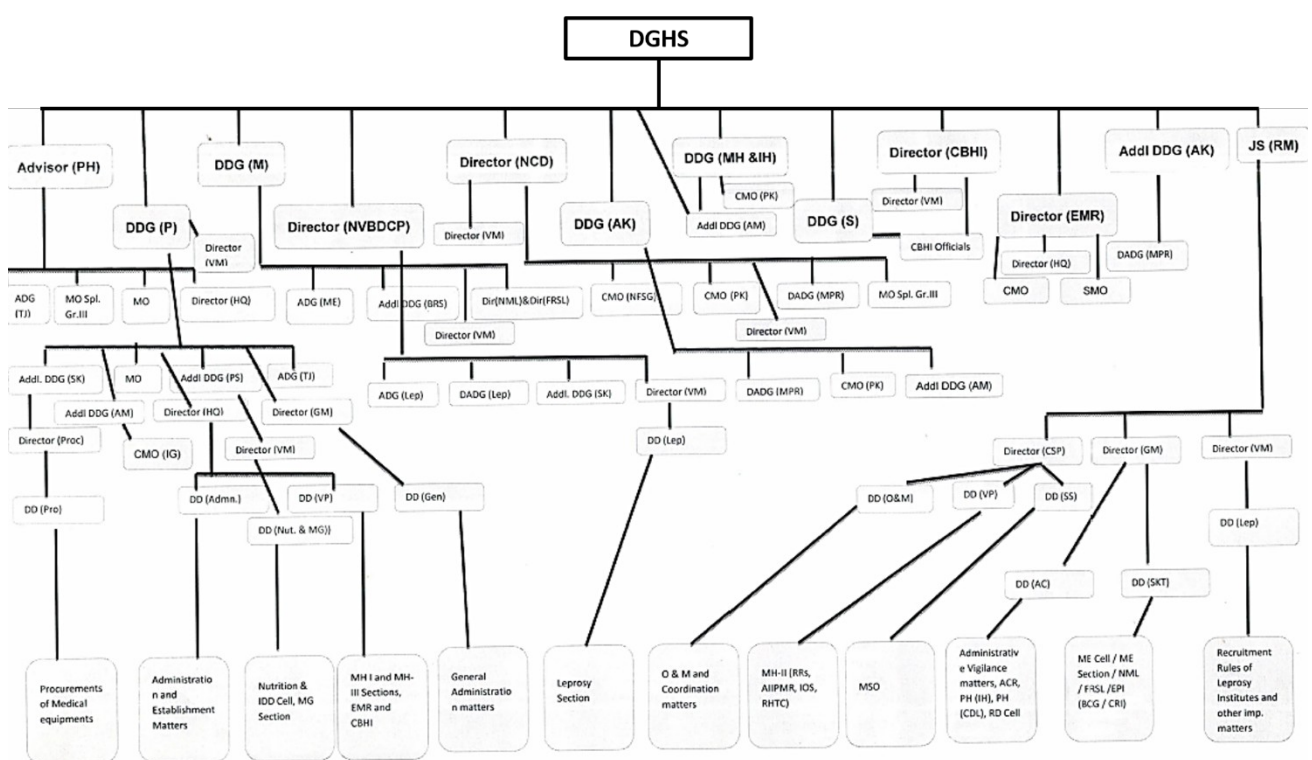 DGHS
Advisor (PH)
DDG (M)
Director (NCD)
DDG (MH &IH)
Director (CBHI)
Addl DDG (AK)
JS (RM)
CMO (PK)
Director (VM)
DDG (P)
Director
(VM)
Director (NVBDCP)
Director (VM)
DDG (AK)
Addl DDG (AM)
DDG (S)
CBHI Officials
Director (EMR)
Director (HQ)
CMO
SMO
DADG (MPR)
ADG
(TJ)
MO Spl.
Gr.III
MO
Director (HQ)
ADG (ME)
Addl DDG (BRS)
Dir(NML)&Dir(FRSL)
Director (VM)
CMO (NFSG)
CMO (PK)
DADG (MPR)
MO Spl. Gr.III
Director (VM)
Addl. DDG (SK)
MO
Addl DDG (PS)
ADG (TJ)
Addl DDG (AM)
Director (HQ)
Director (GM)
ADG (Lep)
DADG (Lep)
Addl. DDG (SK)
Director (VM)
DADG (MPR)
CMO (PK)
Addl DDG (AM)
Director (Proc)
CMO (IG)
Director (VM)
DD (Lep)
Director (CSP)
Director (GM)
Director (VM)
DD (Pro)
DD (Admn.)
DD (VP)
DD (Gen)
DD (Nut. & MG))
DD (O&M)
DD (VP)
DD (SS)
DD (Lep)
DD (AC)
DD (SKT)
Procurements
of Medical
equipments
Administratio
n and
Establishment
Matters
Nutrition &
IDD Cell, MG
Section
MH I and MH-
III Sections,
EMR and
CBHI
General
Administratio
n matters
Leprosy
Section
O & M and
Coordination
matters
MH-II (RRs,
AIIPMR, IOS,
RHTC)
MSO
Administrativ
e Vigilance
matters, ACR,
PH (IH), PH
(CDL), RD Cell
ME Cell / ME
Section / NML
/ FRSL /EPI
(BCG / CRI)
Recruitment
Rules of
Leprosy
Institutes and
other imp.
matters